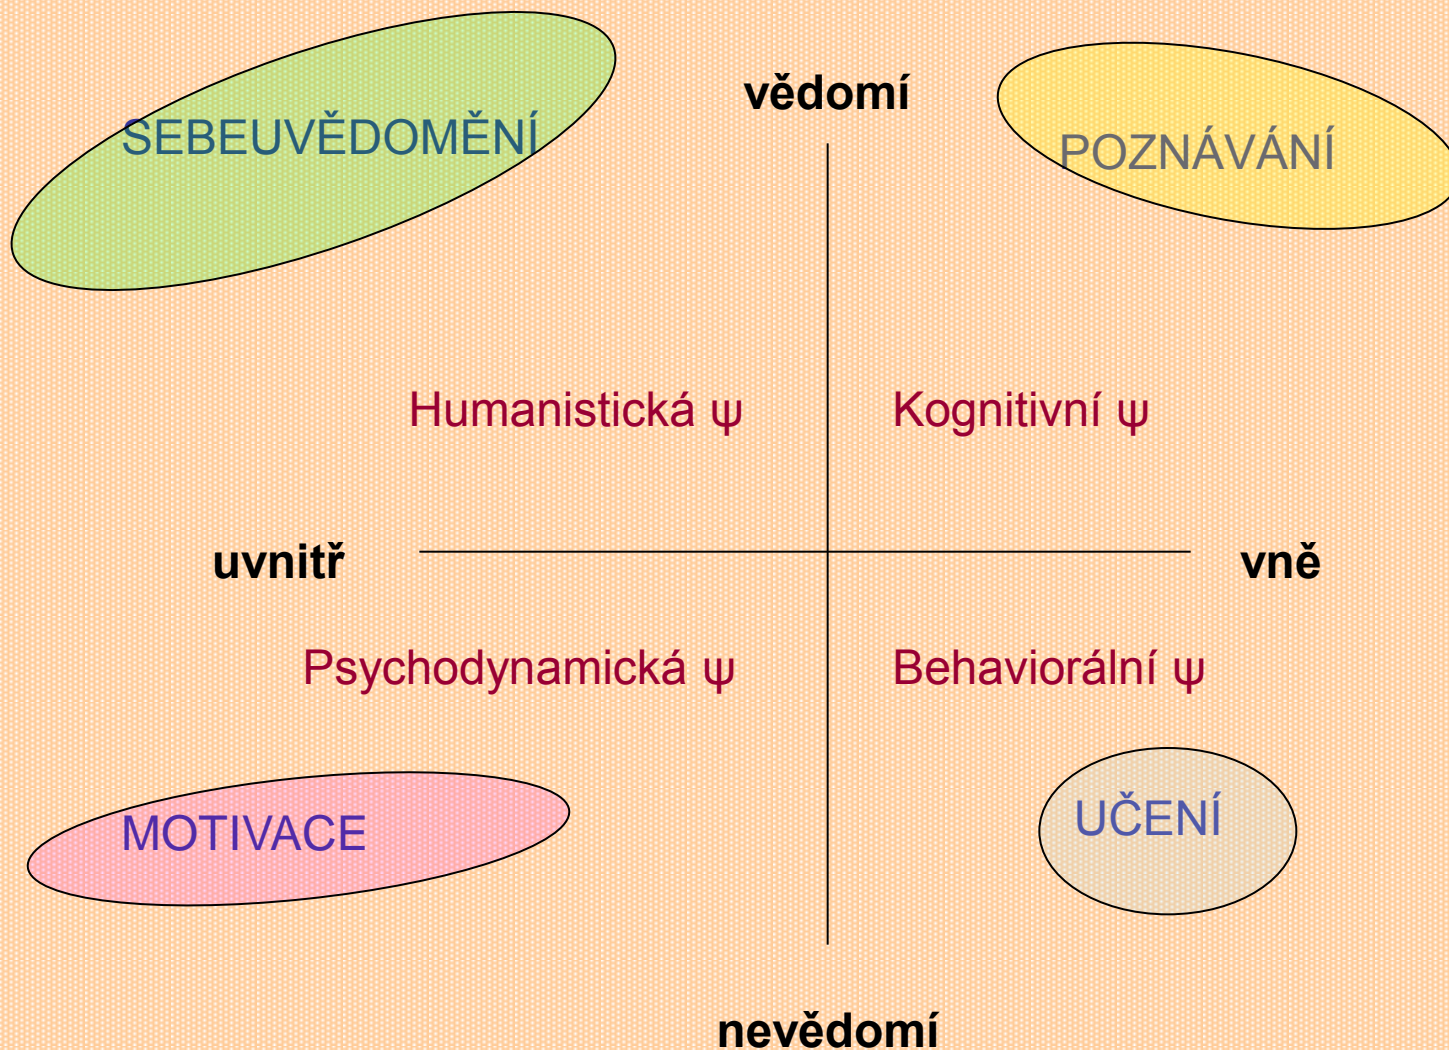 vědomí
SEBEUVĚDOMĚNÍ
POZNÁVÁNÍ
Humanistická ψ
Kognitivní ψ
uvnitř
vně
Psychodynamická ψ
Behaviorální ψ
MOTIVACE
UČENÍ
nevědomí